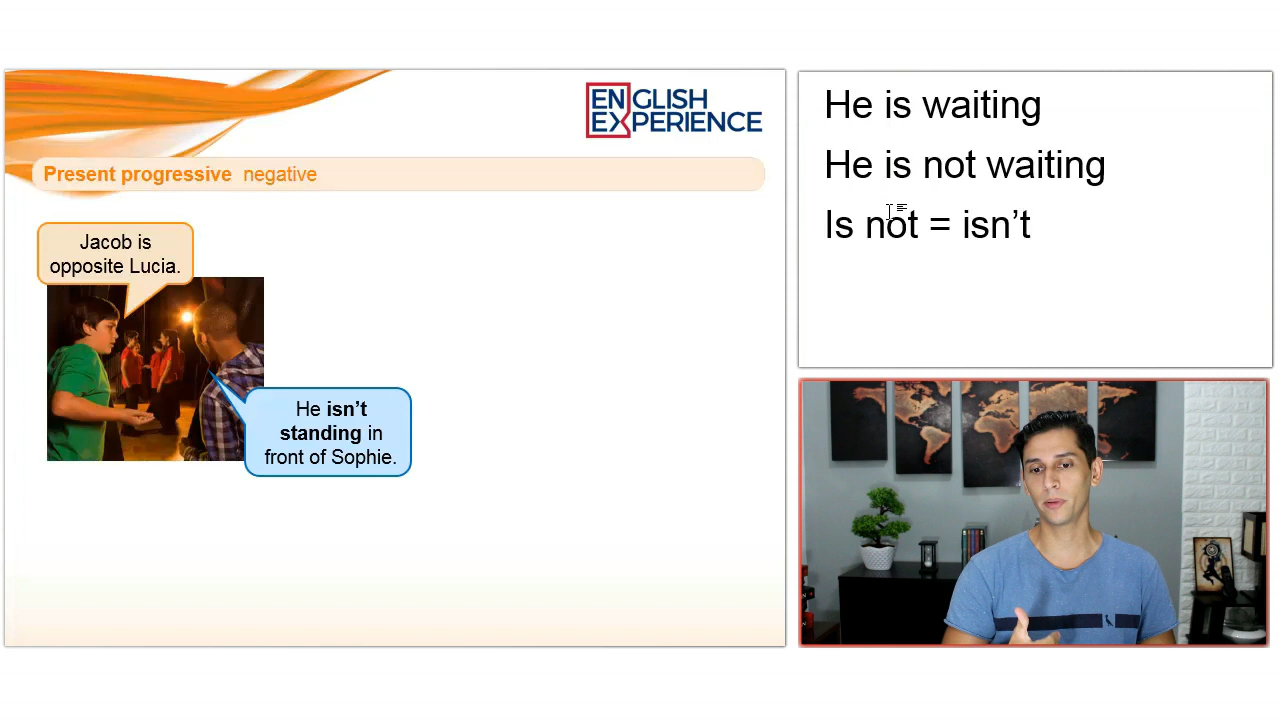 ENGLISH
EXPERIENCE
Present progressive negative
Jacob is
opposite Lucia.
He isn't
standing in
front of Sophie.
He is waiting
He is not waiting
Is not = isn’t